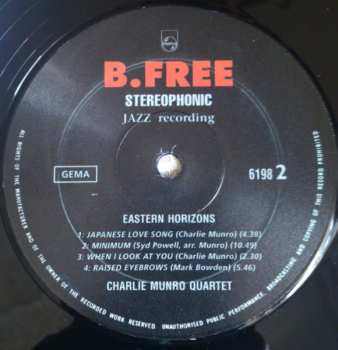 B.FREE
STEREOPHONIC
JAZZ recording
GEMA
6198 2
EASTERN HORIZONS
1: JAPANESE LOVE SONG (Charlie Munro) (4.38)
2: MINIMUM (Syd Powell, arr. Munro) (10.49)
3: WHEN I LOOK AT YOU (Charlie Munro) (2.30)
4: RAISED EYEBROWS (Mark Bowden) (5.46)
CHARLIE MUNRO QUARTET
ALL RIGHTS OF THE MANUFACTURER AND OF THE OWNER OF THE RECORDED WORK RESERVED. UNAUTHORISED PUBLIC PERFORMANCE, BROADCASTING AND COPYING OF THIS RECORD PROHIBITED